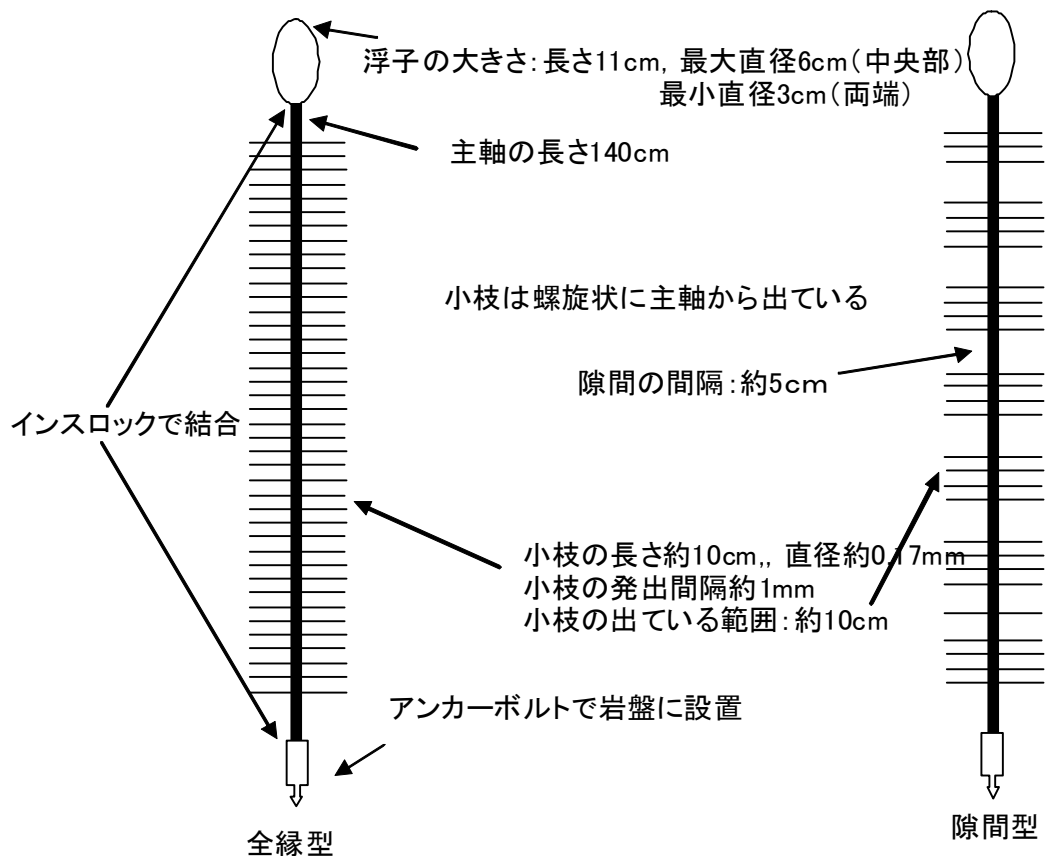 浮子の大きさ：長さ11cm, 最大直径6cm（中央部）
最小直径3cm（両端）
主軸の長さ140cm
小枝は螺旋状に主軸から出ている
隙間の間隔：約5cm
インスロックで結合
小枝の長さ約10cm,, 直径約0.17mm
小枝の発出間隔約1mm
小枝の出ている範囲：約10cm
アンカーボルトで岩盤に設置
全縁型
隙間型